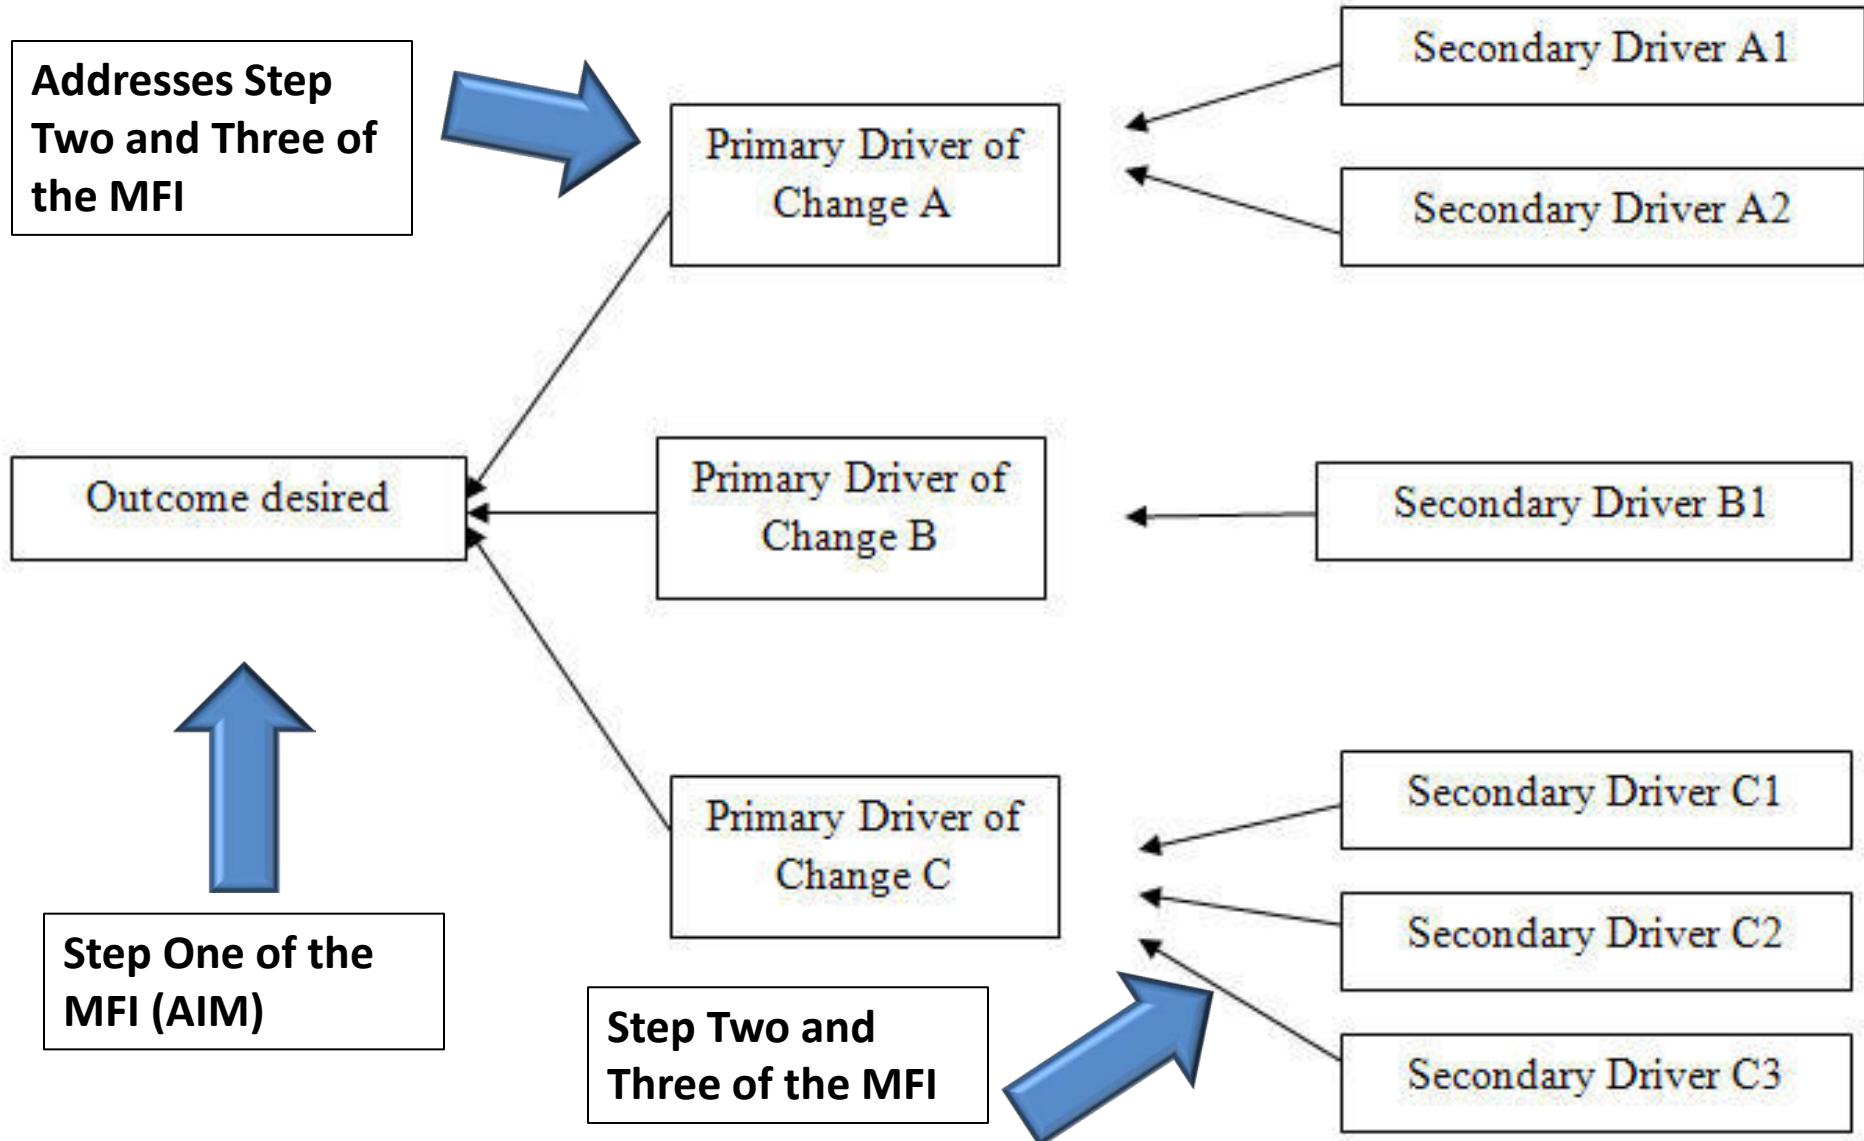 Addresses Step
Two and Three of
the MFI
Primary Driver of
Change A
Secondary Driver A1
Secondary Driver A2
Outcome desired
Primary Driver of
Change B
Secondary Driver B1
Primary Driver of
Change C
Secondary Driver C1
Secondary Driver C2
Secondary Driver C3
Step One of the
MFI (AIM)
Step Two and
Three of the MFI